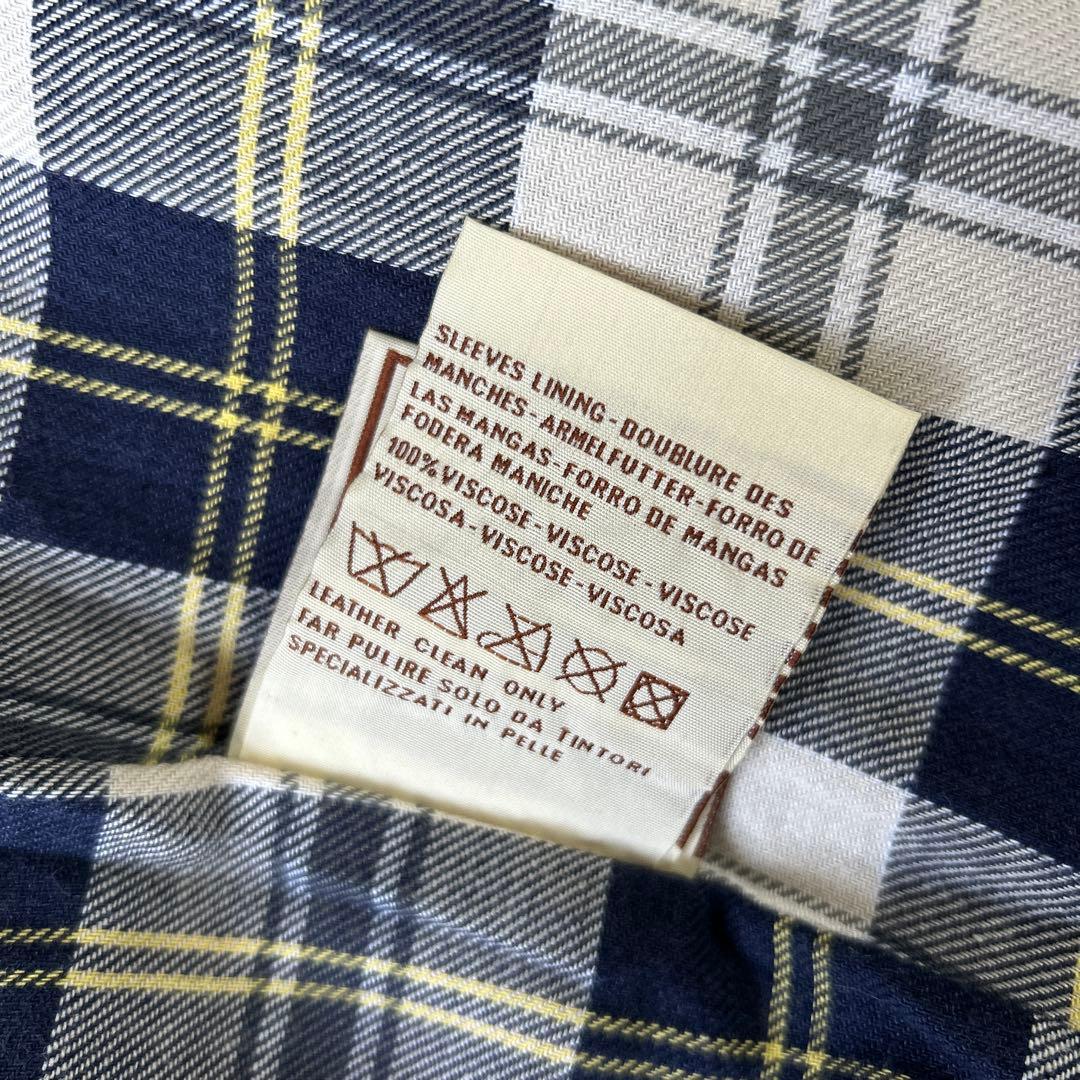 SLEEVES LINING-DOUBLURE DES
MANCHES-ARMELFUTTER-FORRO DE
LAS MANGAS-FORRO DE MANGAS
FODERA MANICHE
100% VISCOSE-VISCOSE-VISCOSE
VISCOSA-VISCOSE-VISCOSA
LEATHER CLEAN ONLY
FAR PULIRE SOLO DA TINTORI
SPECIALIZZATI IN PELLE